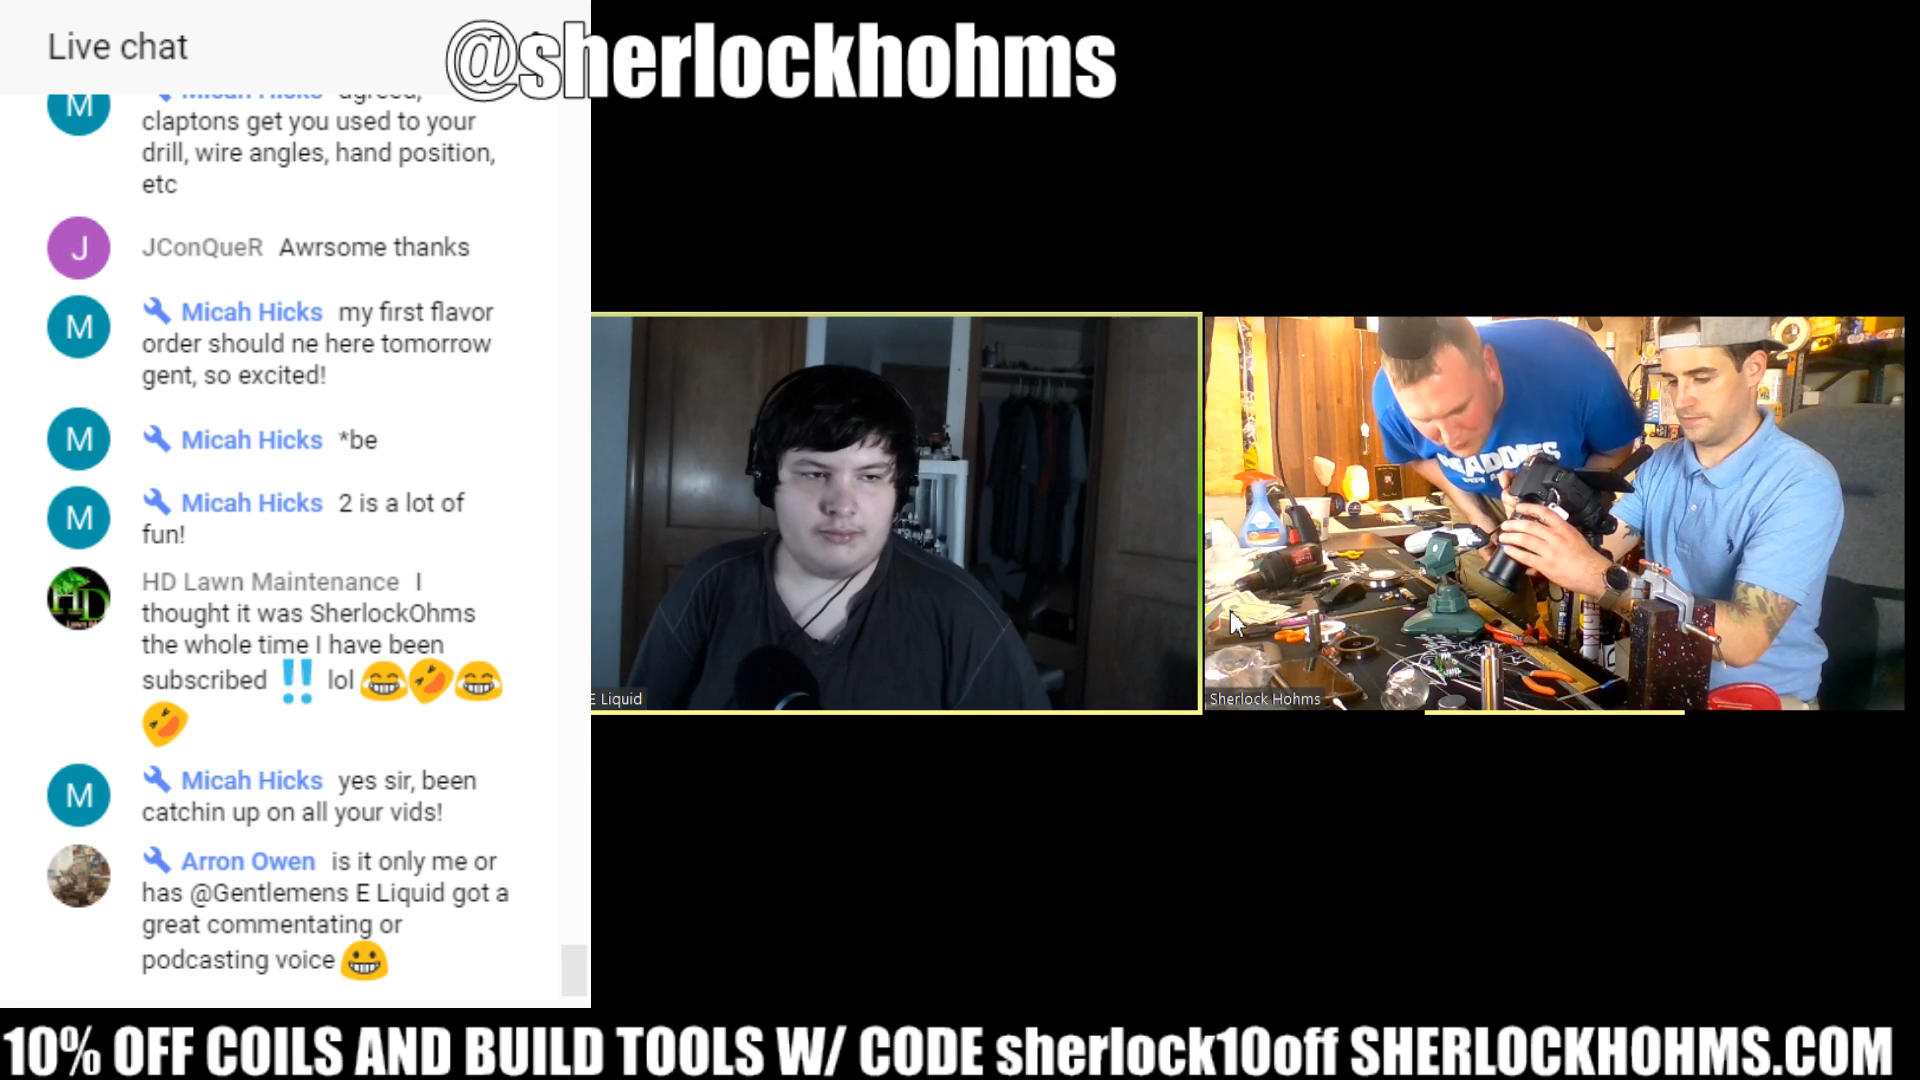 Live chat
@sherlockhohms
Micah Hicks agreed,
claptons get you used to your
drill, wire angles, hand position,
etc
JConQueR Awrsome thanks
Micah Hicks my first flavor
order should ne here tomorrow
gent, so excited!
Micah Hicks *be
Micah Hicks 2 is a lot of
fun!
HD Lawn Maintenance I
thought it was SherlockOhms
the whole time I have been
subscribed ‼ lol 😂🤣😂
🤣
Micah Hicks yes sir, been
catchin up on all your vids!
Arron Owen is it only me or
has @Gentlemens E Liquid got a
great commentating or
podcasting voice 😀
M
J
M
M
M
HD
M
E Liquid
Sherlock Hohms
10% OFF COILS AND BUILD TOOLS W/ CODE sherlock10off SHERLOCKHOHMS.COM